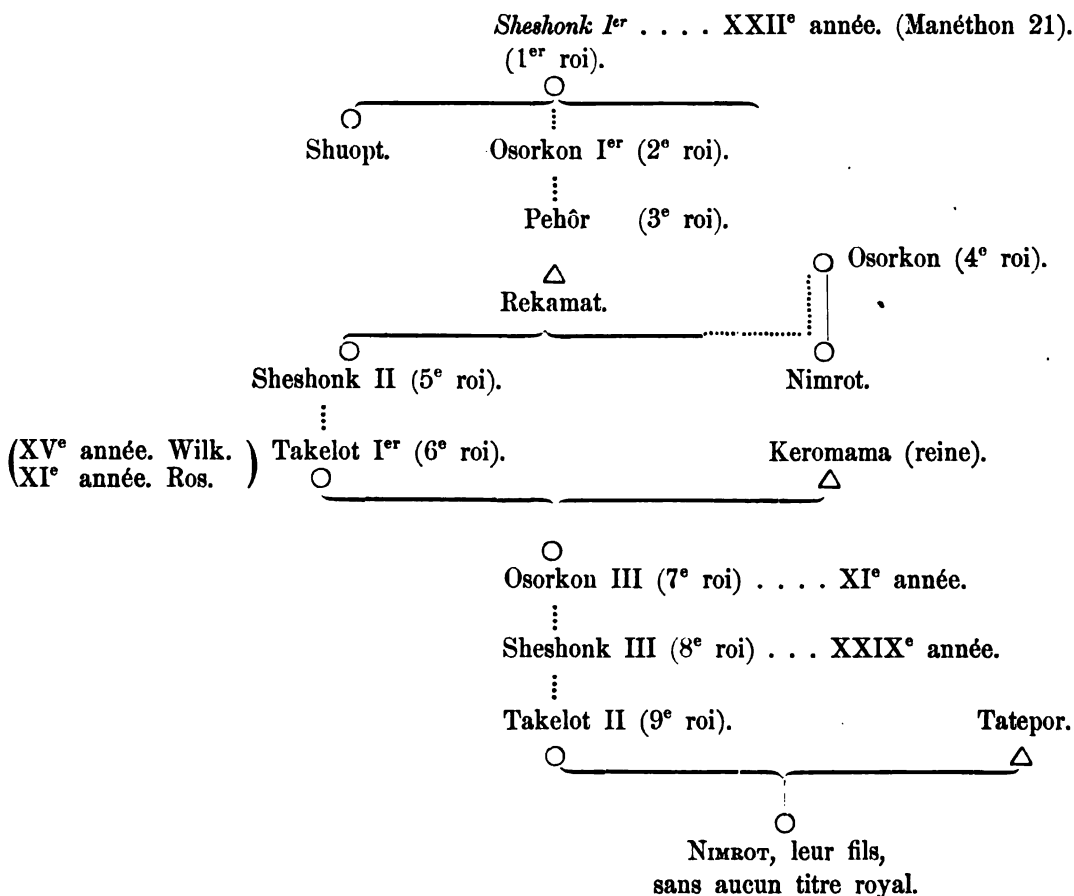 Sheshonk Iᵉʳ . . . . XXIIᵉ année. (Manéthon 21).
(1ᵉʳ roi).
Shuopt. Osorkon Iᵉʳ (2ᵉ roi).
Pehôr (3ᵉ roi).
Osorkon (4ᵉ roi).
Rekamat.
Sheshonk II (5ᵉ roi). Nimrot.
(XVᵉ année. Wilk.
XIᵉ année. Ros.) Takelot Iᵉʳ (6ᵉ roi). Keromama (reine).
Osorkon III (7ᵉ roi) . . . . XIᵉ année.
Sheshonk III (8ᵉ roi) . . . XXIXᵉ année.
Takelot II (9ᵉ roi). Tatepor.
NIMROT, leur fils,
sans aucun titre royal.